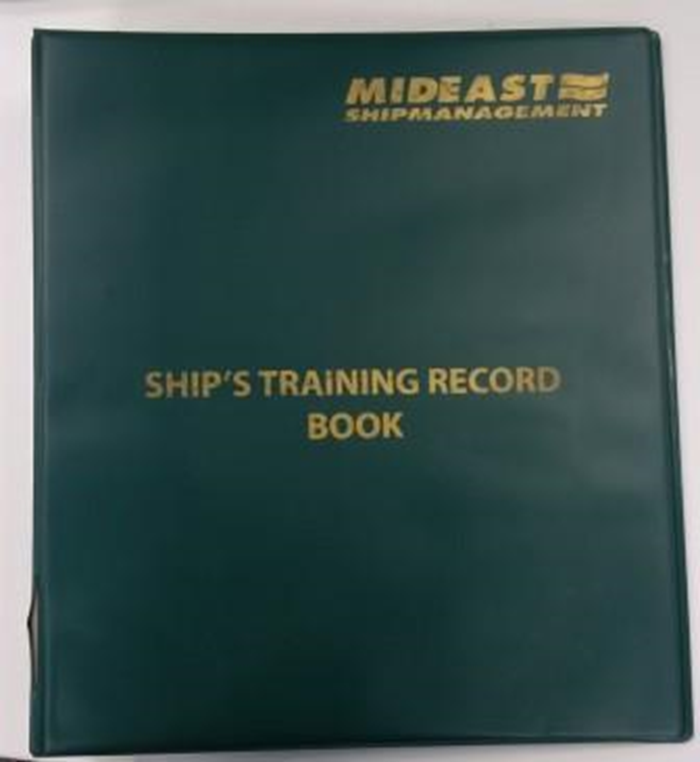 MIDEAST
SHIPMANAGEMENT
SHIP'S TRAINING RECORD
BOOK